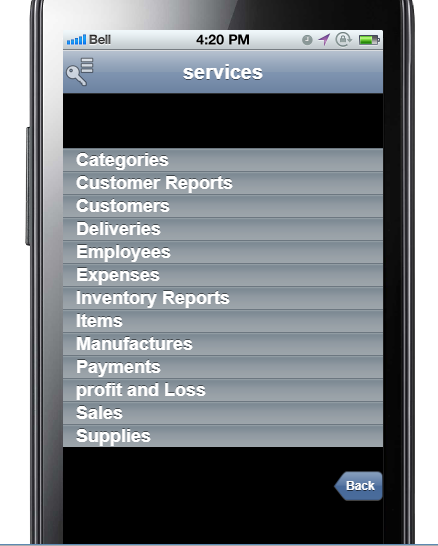 Bell 4:20 PM
services
Categories
Customer Reports
Customers
Deliveries
Employees
Expenses
Inventory Reports
Items
Manufactures
Payments
profit and Loss
Sales
Supplies
Back